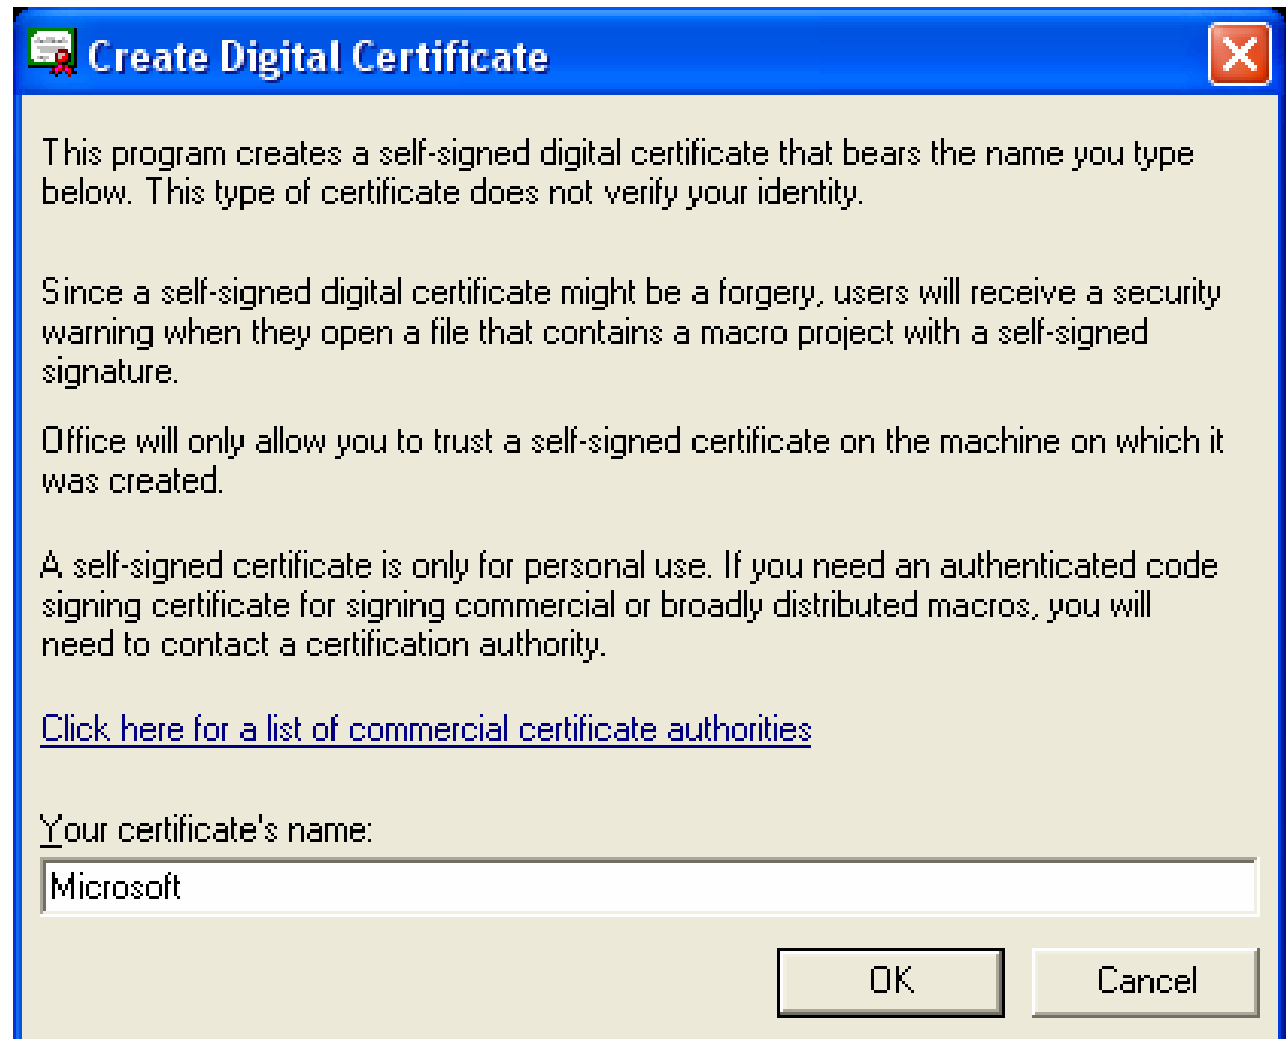 Create Digital Certificate
This program creates a self-signed digital certificate that bears the name you type
below. This type of certificate does not verify your identity.
Since a self-signed digital certificate might be a forgery, users will receive a security
warning when they open a file that contains a macro project with a self-signed
signature.
Office will only allow you to trust a self-signed certificate on the machine on which it
was created.
A self-signed certificate is only for personal use. If you need an authenticated code
signing certificate for signing commercial or broadly distributed macros, you will
need to contact a certification authority.
Click here for a list of commercial certificate authorities
Your certificate's name:
Microsoft
OK Cancel